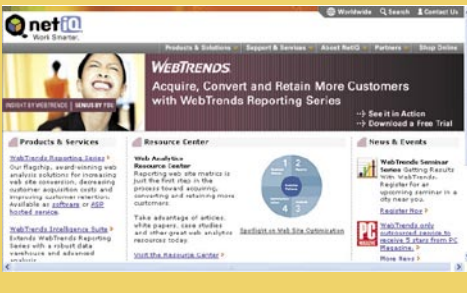 Worldwide Search Contact Us
netiQ
Work Smarter.
Products & Solutions Support & Services About NetIQ Partners Shop Online
WEBTRENDS
Acquire, Convert and Retain More Customers
with WebTrends Reporting Series
INSIGHT BY WEBTRENDS | GENIUS BY YOU
See it in Action
Download a Free Trial
Products & Services
WebTrends Reporting Series
Our flagship, award-winning web
analysis solutions for increasing
web site conversion, decreasing
customer acquisition costs and
improving customer retention.
Available as software or ASP
hosted service.
WebTrends Intelligence Suite
Extends WebTrends Reporting
Series with a robust data
warehouse and advanced
analysis
Resource Center
Web Analytics
Resource Center
Reporting web site metrics is
just the first step in the
process toward acquiring,
converting and retaining more
customers.
Take advantage of articles,
white papers, case studies
and other great web analytics
resources today.
Visit the Resource Center
1 2
4 3
Spotlight on Web Site Optimization
News & Events
WebTrends Seminar
Series Getting Results
With WebTrends.
Register for an
upcoming seminar in a
city near you.
Register Now
PC
WebTrends only
outsourced service to
receive 5 stars from PC
Magazine.
More News